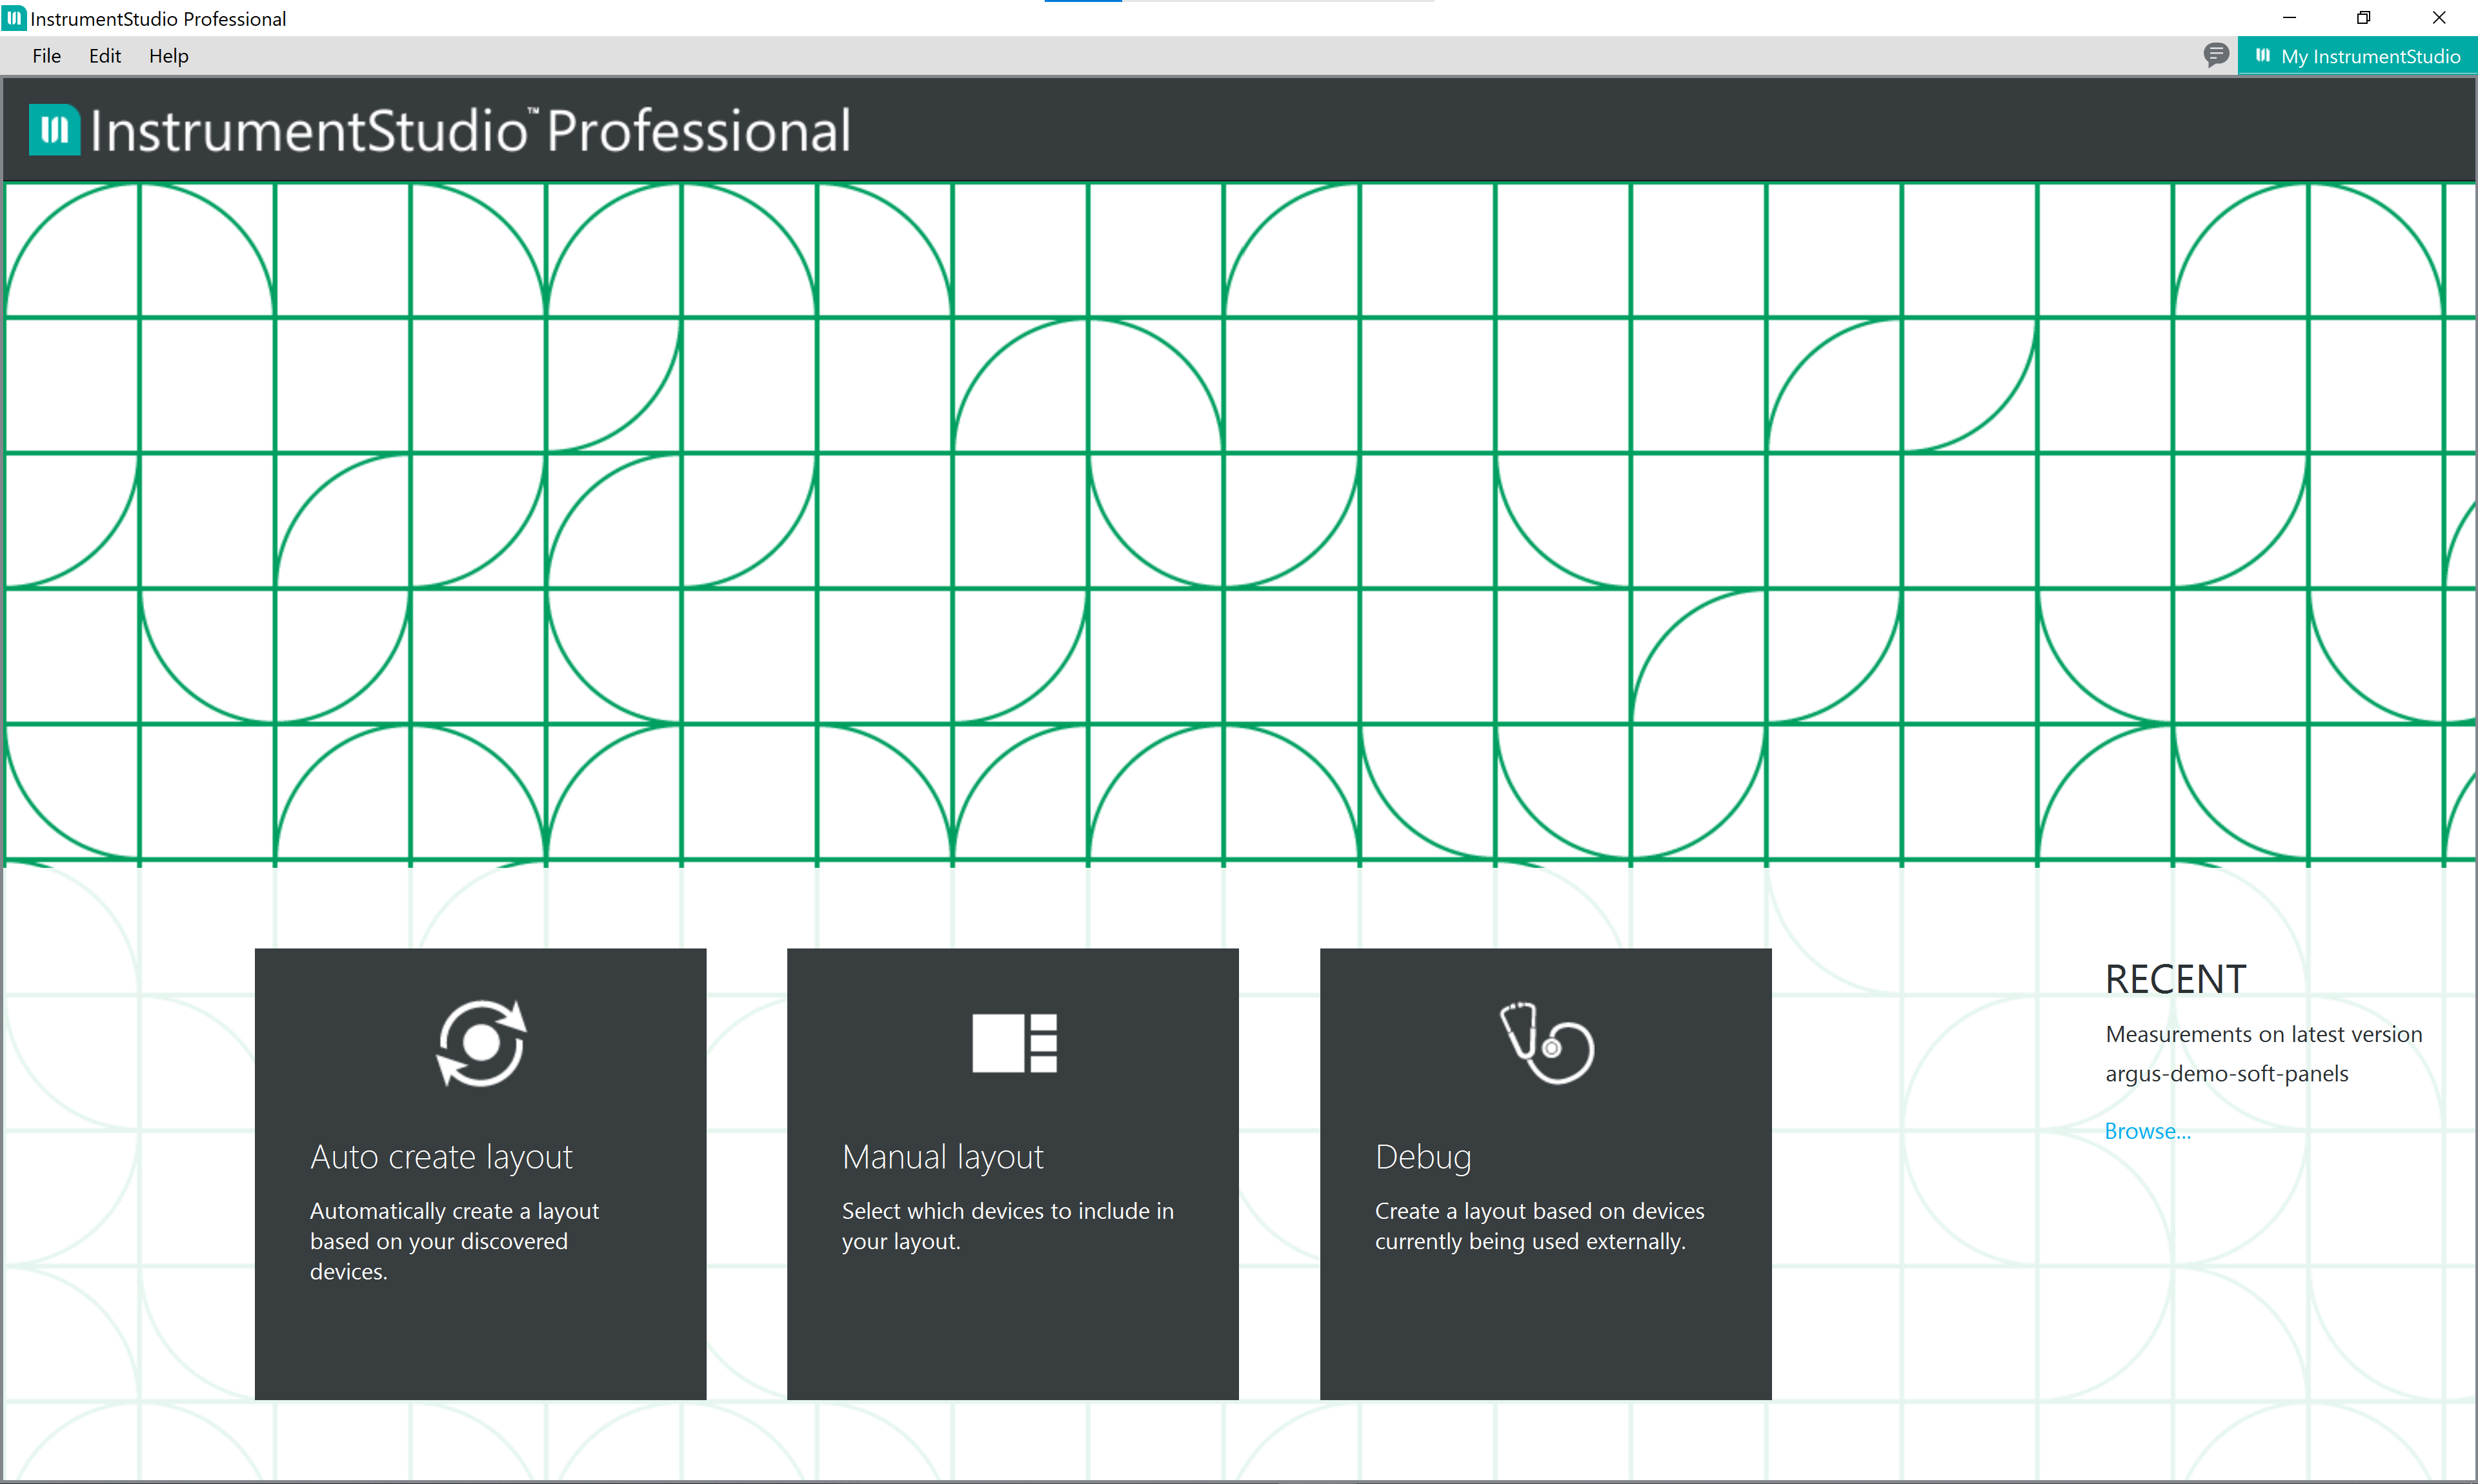 InstrumentStudio Professional
File Edit Help
My InstrumentStudio
InstrumentStudio™ Professional
Auto create layout
Automatically create a layout
based on your discovered
devices.
Manual layout
Select which devices to include in
your layout.
Debug
Create a layout based on devices
currently being used externally.
RECENT
Measurements on latest version
argus-demo-soft-panels
Browse...